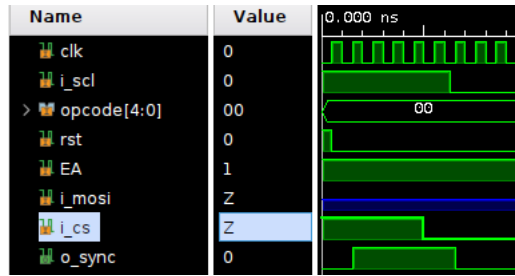 Name Value 0.000 ns
clk 0
i_scl 0
> opcode[4:0] 00 00
rst 0
EA 1
i_mosi Z
i_cs Z
o_sync 0